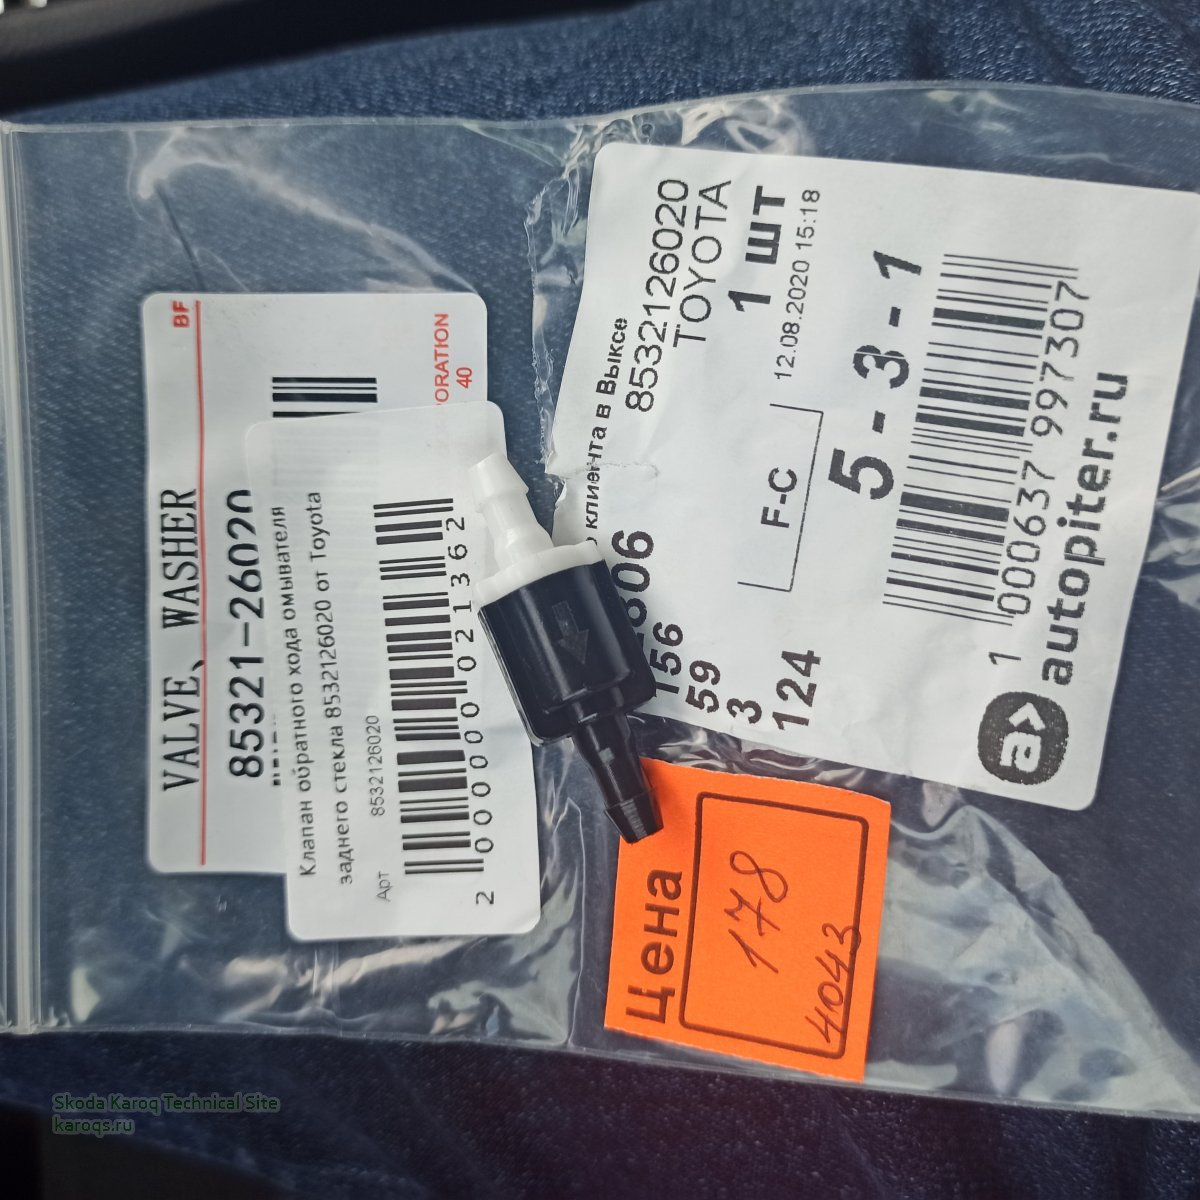 BF
VALVE、WASHER
85321-26020
ORATION
40
Клапан обратного хода омывателя
заднего стекла 8532126020 от Toyota
Арт 8532126020
2 000000 021362
клиента в Выксе
8532126020
TOYOTA
1 шт
12.08.2020 15:18
806
156
59
3
124
F-C
5-3-1
1 000637 997307
autopiter.ru
Цена
178
4043
Skoda Karoq Technical Site
karoqs.ru